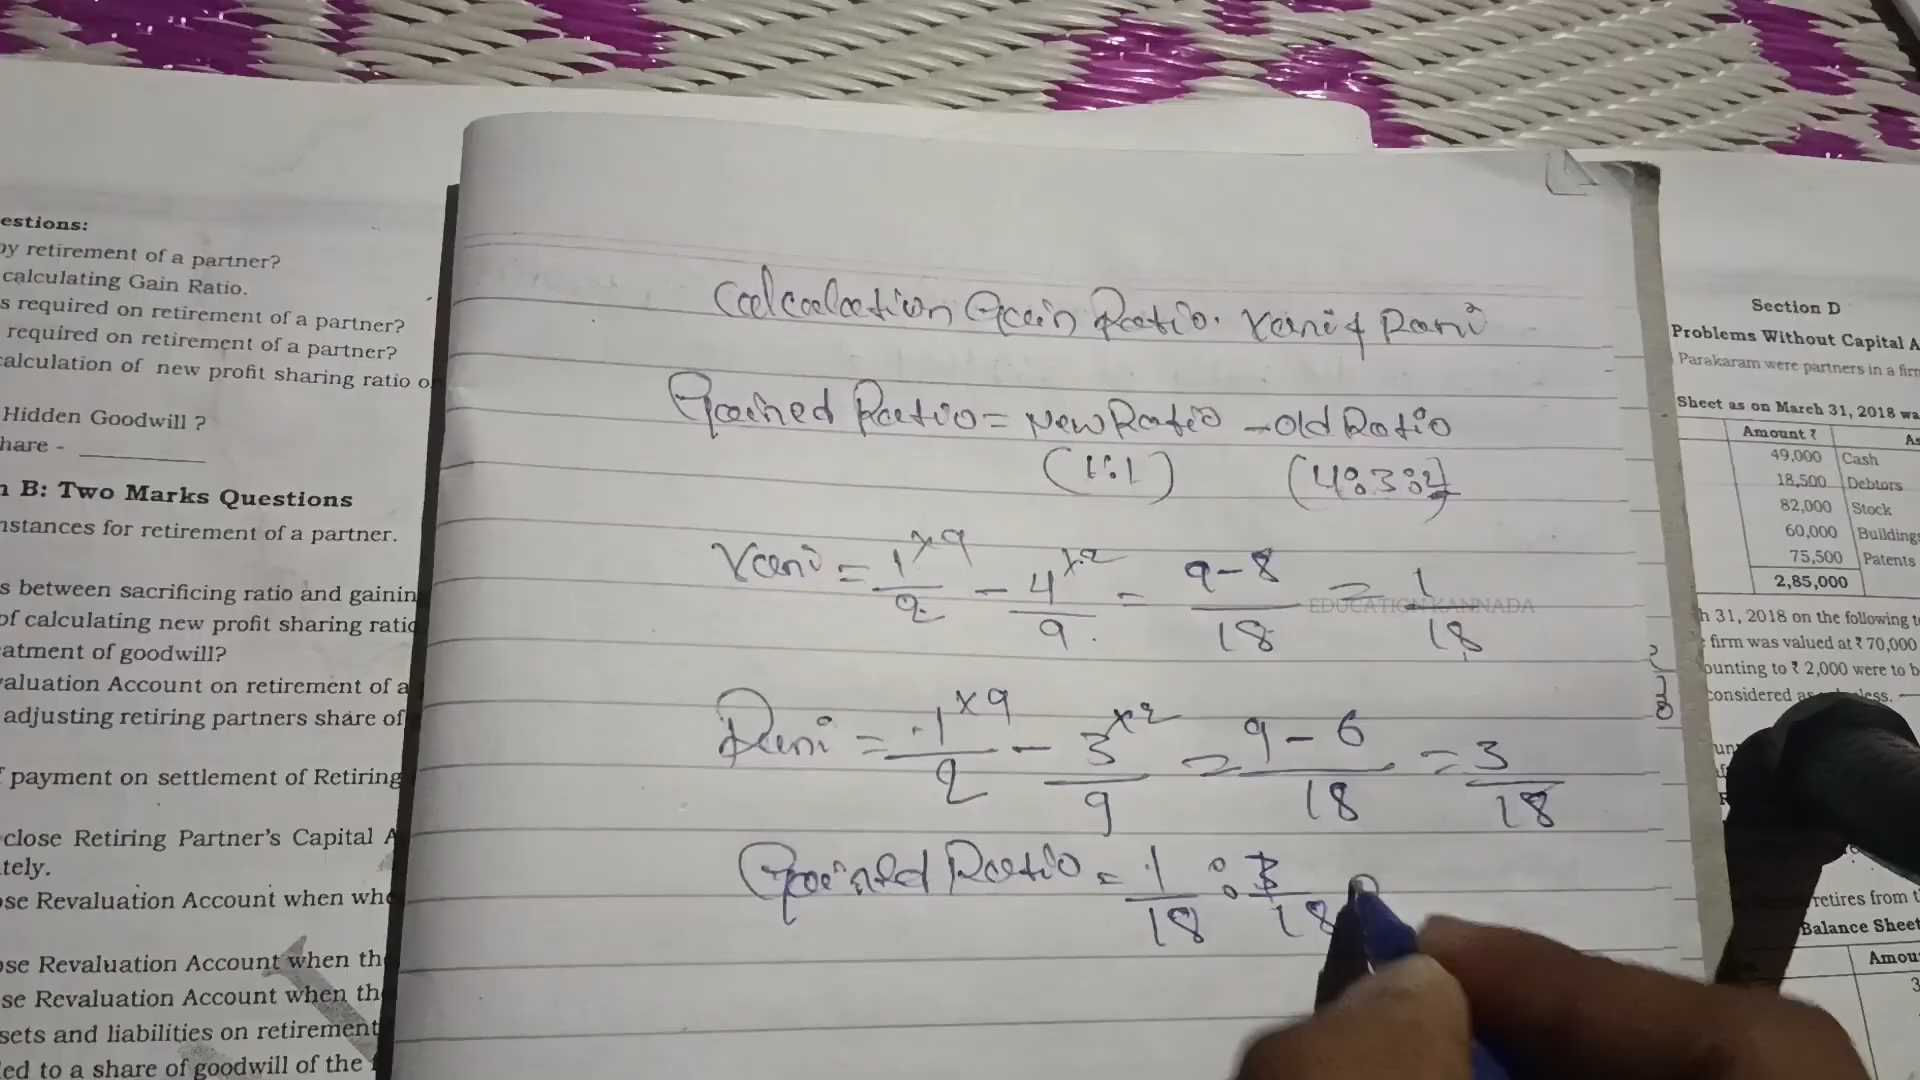 estions:
by retirement of a partner?
calculating Gain Ratio.
s required on retirement of a partner?
required on retirement of a partner?
calculation of new profit sharing ratio o
Hidden Goodwill ?
hare -
n B: Two Marks Questions
nstances for retirement of a partner.
s between sacrificing ratio and gainin
of calculating new profit sharing ratio
atment of goodwill?
valuation Account on retirement of a
adjusting retiring partners share of
f payment on settlement of Retiring
close Retiring Partner's Capital A
tely.
ose Revaluation Account when whe
ose Revaluation Account when the
se Revaluation Account when the
sets and liabilities on retirement
led to a share of goodwill of the
Calculation Gain Ratio. Vani & Rani
Gained Ratio = New Ratio - Old Ratio
(1:1) (4:3:2)
Vani = 1×9/2 - 4×2/9 = 9-8/18 = 1/18
Rani = 1×9/2 - 3×2/9 = 9-6/18 = 3/18
Gained Ratio = 1/18 : 3/18
EDUCATION KANNADA
Section D
Problems Without Capital A
Parakaram were partners in a firm
Sheet as on March 31, 2018 wa
Amount ₹ As
49,000 Cash
18,500 Debtors
82,000 Stock
60,000 Buildings
75,500 Patents
2,85,000
h 31, 2018 on the following t
firm was valued at ₹ 70,000
ounting to ₹ 2,000 were to b
considered as
retires from t
Balance Sheet
Amou